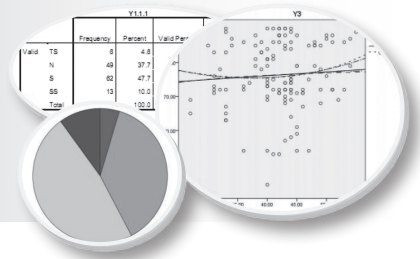 Y1.1.1
Frequency Percent Valid Perc
Valid TS 6 4.6
N 49 37.7
S 62 47.7
SS 13 10.0
Total 100.0
Y3
70.00
40.00 60.00